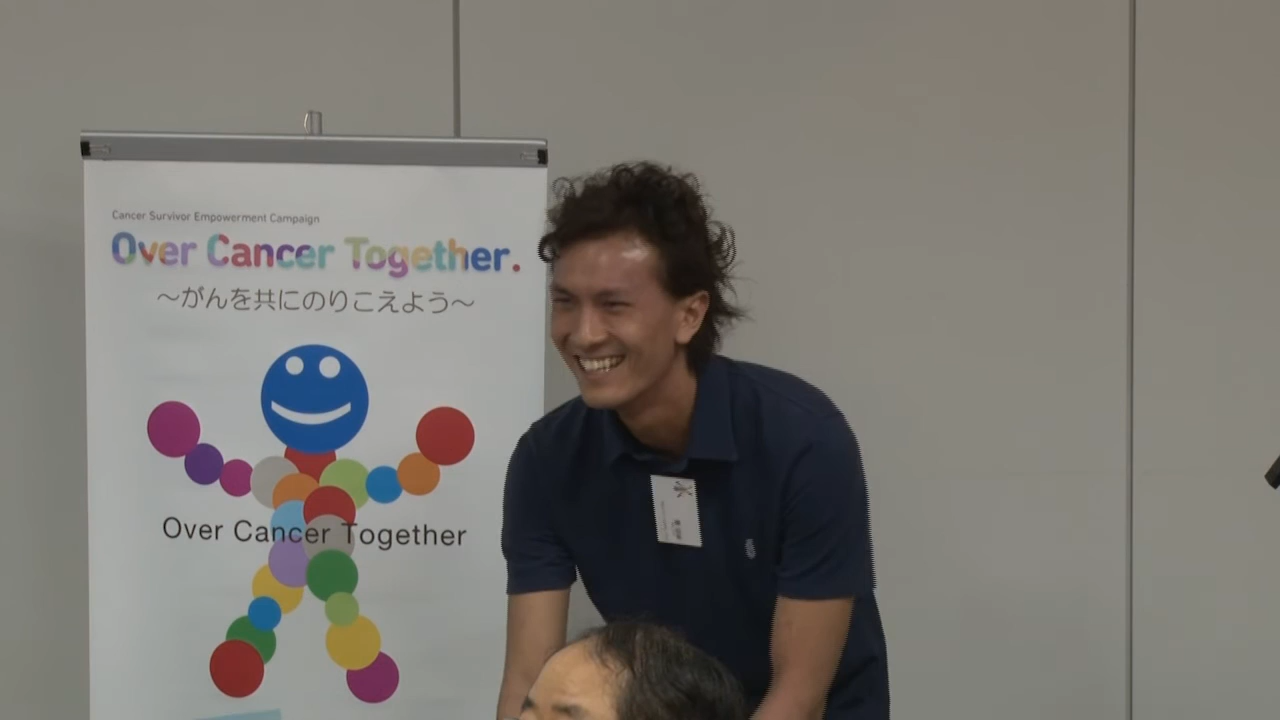 Cancer Survivor Empowerment Campaign
Over Cancer Together.
～がんを共にのりこえよう～
Over Cancer Together